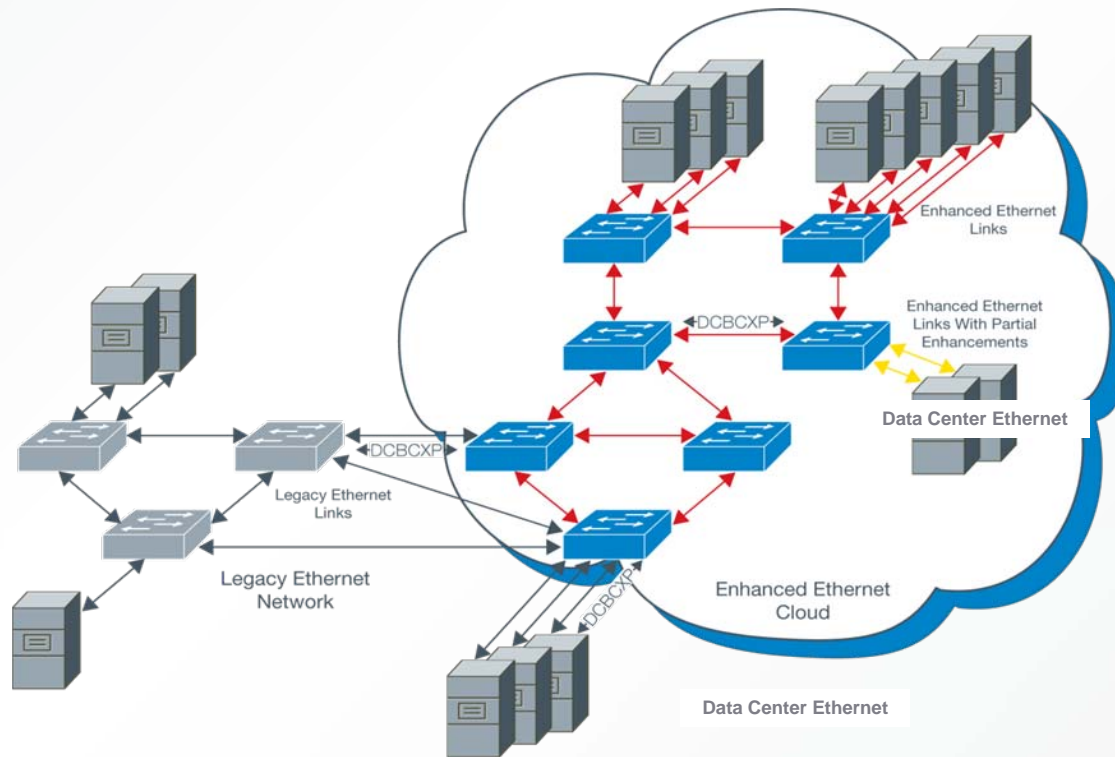 Enhanced Ethernet
Links
DCBCXP
Enhanced Ethernet
Links With Partial
Enhancements
Data Center Ethernet
DCBCXP
Legacy Ethernet
Links
Legacy Ethernet
Network
DCBCXP
Enhanced Ethernet
Cloud
Data Center Ethernet